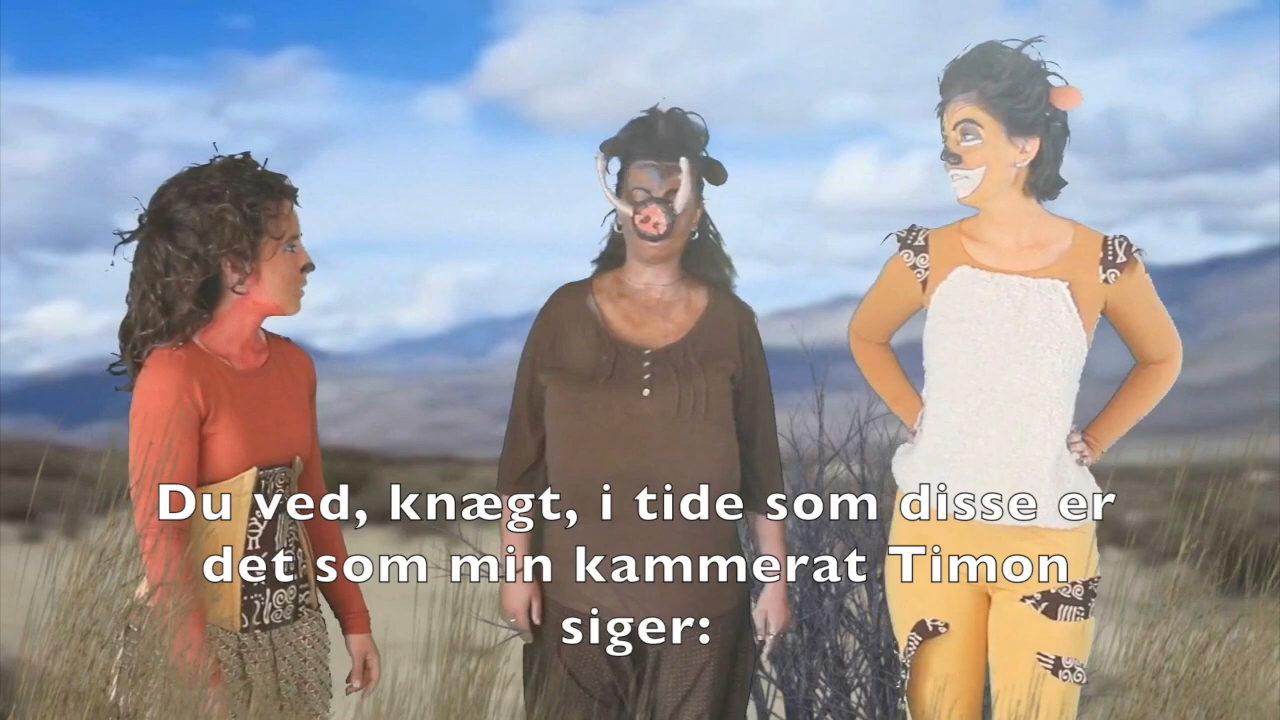 Du ved, knægt, i tide som disse er
det som min kammerat Timon
siger: